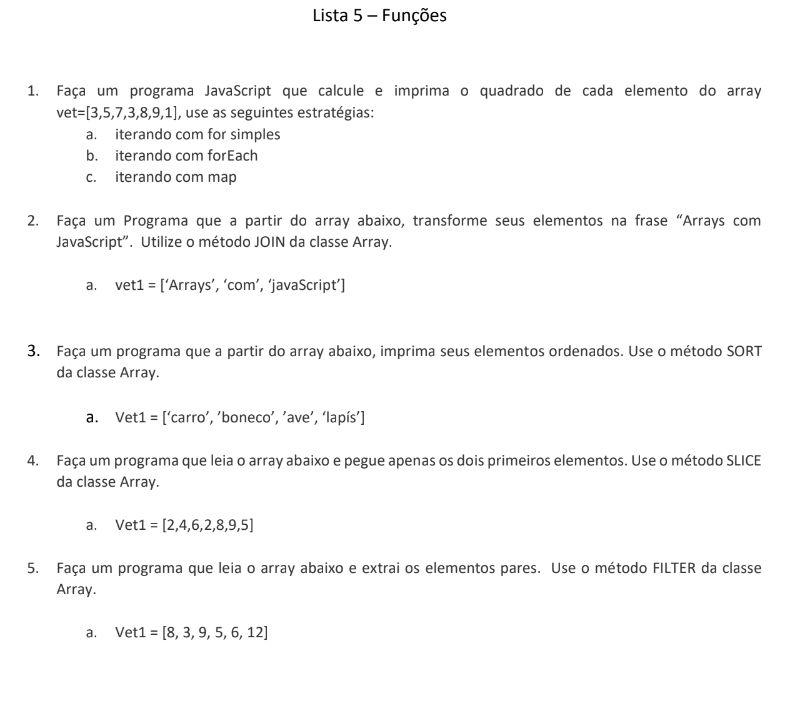 Lista 5 – Funções
1. Faça um programa JavaScript que calcule e imprima o quadrado de cada elemento do array
vet=[3,5,7,3,8,9,1], use as seguintes estratégias:
a. iterando com for simples
b. iterando com forEach
c. iterando com map
2. Faça um Programa que a partir do array abaixo, transforme seus elementos na frase “Arrays com
JavaScript”. Utilize o método JOIN da classe Array.
a. vet1 = [‘Arrays’, ‘com’, ‘javaScript’]
3. Faça um programa que a partir do array abaixo, imprima seus elementos ordenados. Use o método SORT
da classe Array.
a. Vet1 = [‘carro’, ’boneco’, ’ave’, ‘lapís’]
4. Faça um programa que leia o array abaixo e pegue apenas os dois primeiros elementos. Use o método SLICE
da classe Array.
a. Vet1 = [2,4,6,2,8,9,5]
5. Faça um programa que leia o array abaixo e extrai os elementos pares. Use o método FILTER da classe
Array.
a. Vet1 = [8, 3, 9, 5, 6, 12]